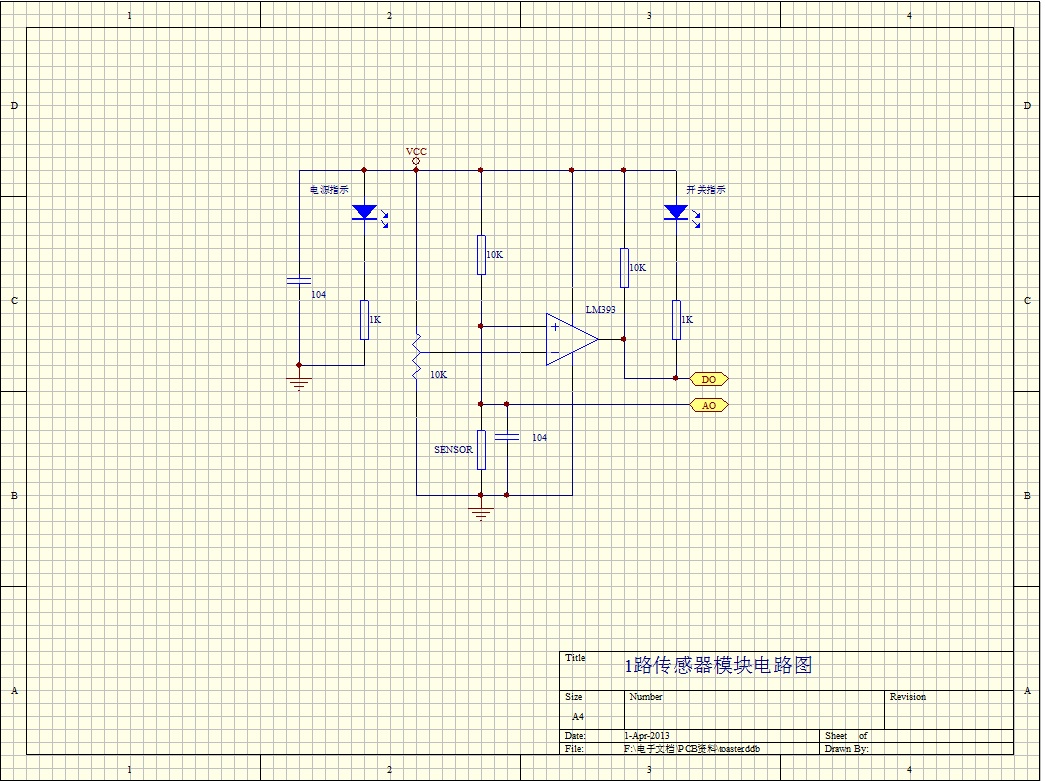 1 2 3 4
D D
VCC
电源指示 开关指示
10K
10K
104
C C
LM393
1K 1K
10K
DO
AO
104
SENSOR
B B
Title 1路传感器模块电路图
A A
Size Number Revision
A4
Date: 1-Apr-2013 Sheet of
File: F:\电子文档\PCB资料\toaster.ddb Drawn By:
1 2 3 4